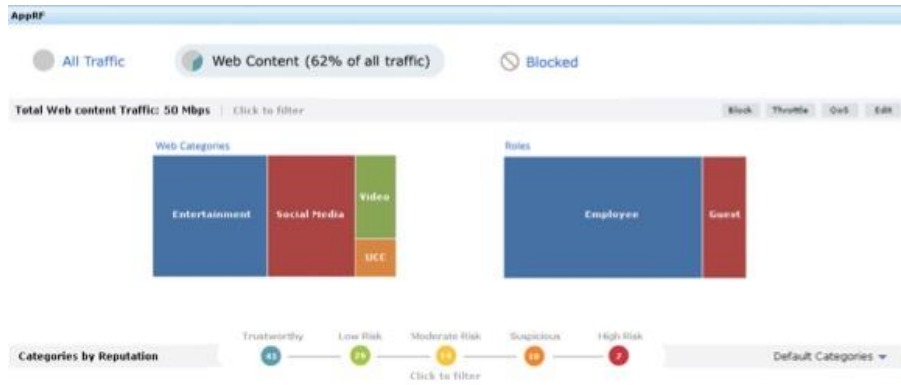 AppRF
All Traffic
Web Content (62% of all traffic)
Blocked
Total Web content Traffic: 50 Mbps
Click to filter
Block
Throttle
QoS
Edit
Web Categories
Roles
Entertainment
Social Media
Video
UCC
Employee
Guest
Trustworthy
Low Risk
Moderate Risk
Suspicious
High Risk
Categories by Reputation
7
Default Categories
Click to filter